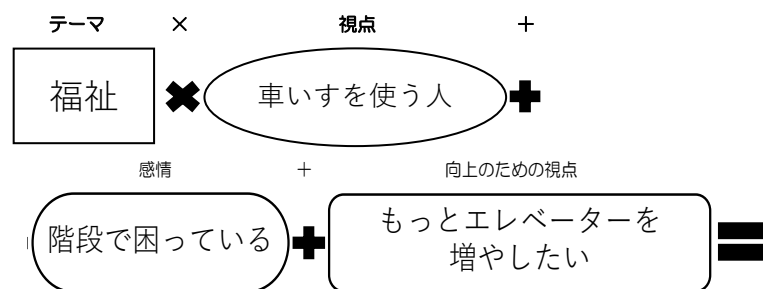 テーマ × 視点 +
福祉 ✖ 車いすを使う人 ➕
感情 + 向上のための視点
階段で困っている ➕ もっとエレベーターを
増やしたい